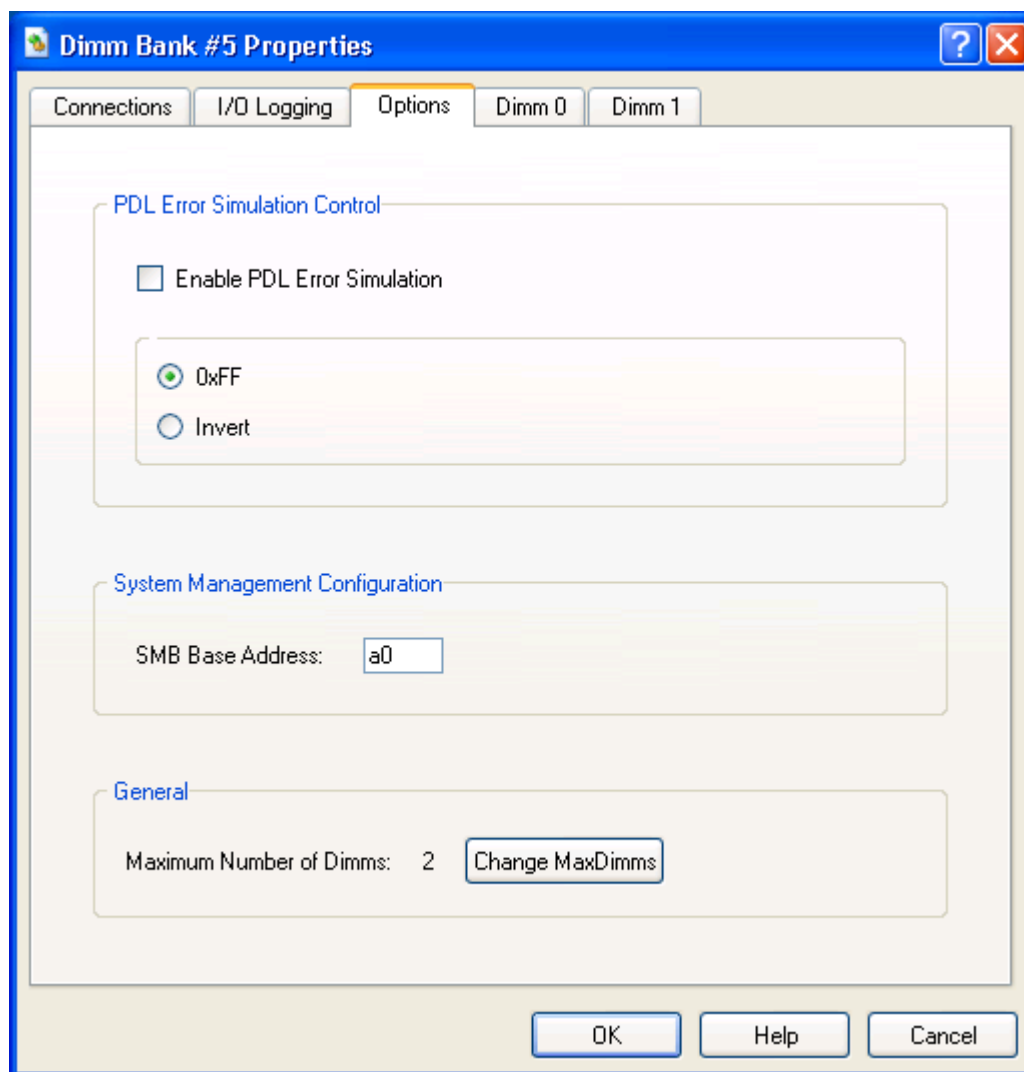 Dimm Bank #5 Properties
Connections I/O Logging Options Dimm 0 Dimm 1
PDL Error Simulation Control
Enable PDL Error Simulation
0xFF
Invert
System Management Configuration
SMB Base Address: a0
General
Maximum Number of Dimms: 2 Change MaxDimms
OK Help Cancel